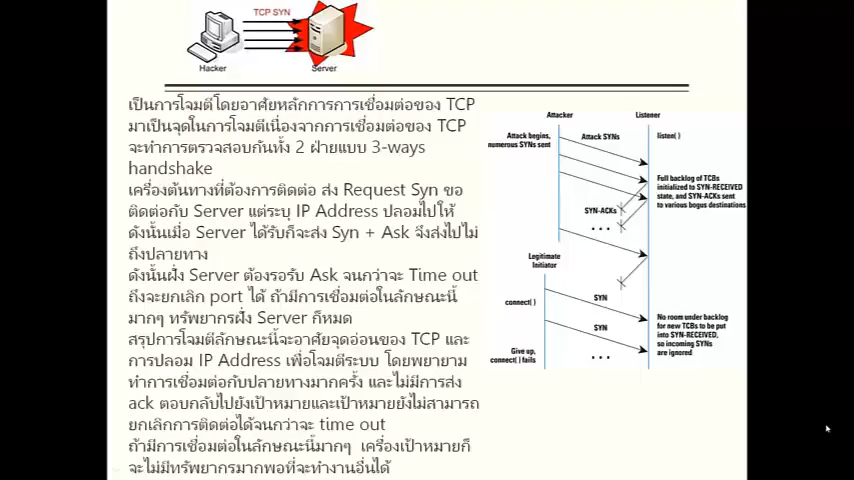 TCP SYN
Hacker
Server
เป็นการโจมตีโดยอาศัยหลักการการเชื่อมต่อของ TCP
มาเป็นจุดในการโจมตีเนื่องจากการเชื่อมต่อของ TCP
จะทำการตรวจสอบกันทั้ง 2 ฝ่ายแบบ 3-ways
handshake
เครื่องต้นทางที่ต้องการติดต่อ ส่ง Request Syn ขอ
ติดต่อกับ Server แต่ระบุ IP Address ปลอมไปให้
ดังนั้นเมื่อ Server ได้รับก็จะส่ง Syn + Ask จึงส่งไปไม่
ถึงปลายทาง
ดังนั้นฝั่ง Server ต้องรอรับ Ask จนกว่าจะ Time out
ถึงจะยกเลิก port ได้ ถ้ามีการเชื่อมต่อในลักษณะนี้
มากๆ ทรัพยากรฝั่ง Server ก็หมด
สรุปการโจมตีลักษณะนี้จะอาศัยจุดอ่อนของ TCP และ
การปลอม IP Address เพื่อโจมตีระบบ โดยพยายาม
ทำการเชื่อมต่อกับปลายทางมากครั้ง และไม่มีการส่ง
ack ตอบกลับไปยังเป้าหมายและเป้าหมายยังไม่สามารถ
ยกเลิกการติดต่อได้จนกว่าจะ time out
ถ้ามีการเชื่อมต่อในลักษณะนี้มากๆ เครื่องเป้าหมายก็
จะไม่มีทรัพยากรมากพอที่จะทำงานอื่นได้
Attacker
Listener
Attack begins,
numerous SYNs sent
Attack SYNs
listen( )
Full backlog of TCBs
initialized to SYN-RECEIVED
state, and SYN-ACKs sent
to various bogus destinations
SYN-ACKs
• • •
Legitimate
Initiator
connect( )
SYN
SYN
No room under backlog
for new TCBs to be put
into SYN-RECEIVED,
so incoming SYNs
are ignored
Give up,
connect( ) fails
• • •